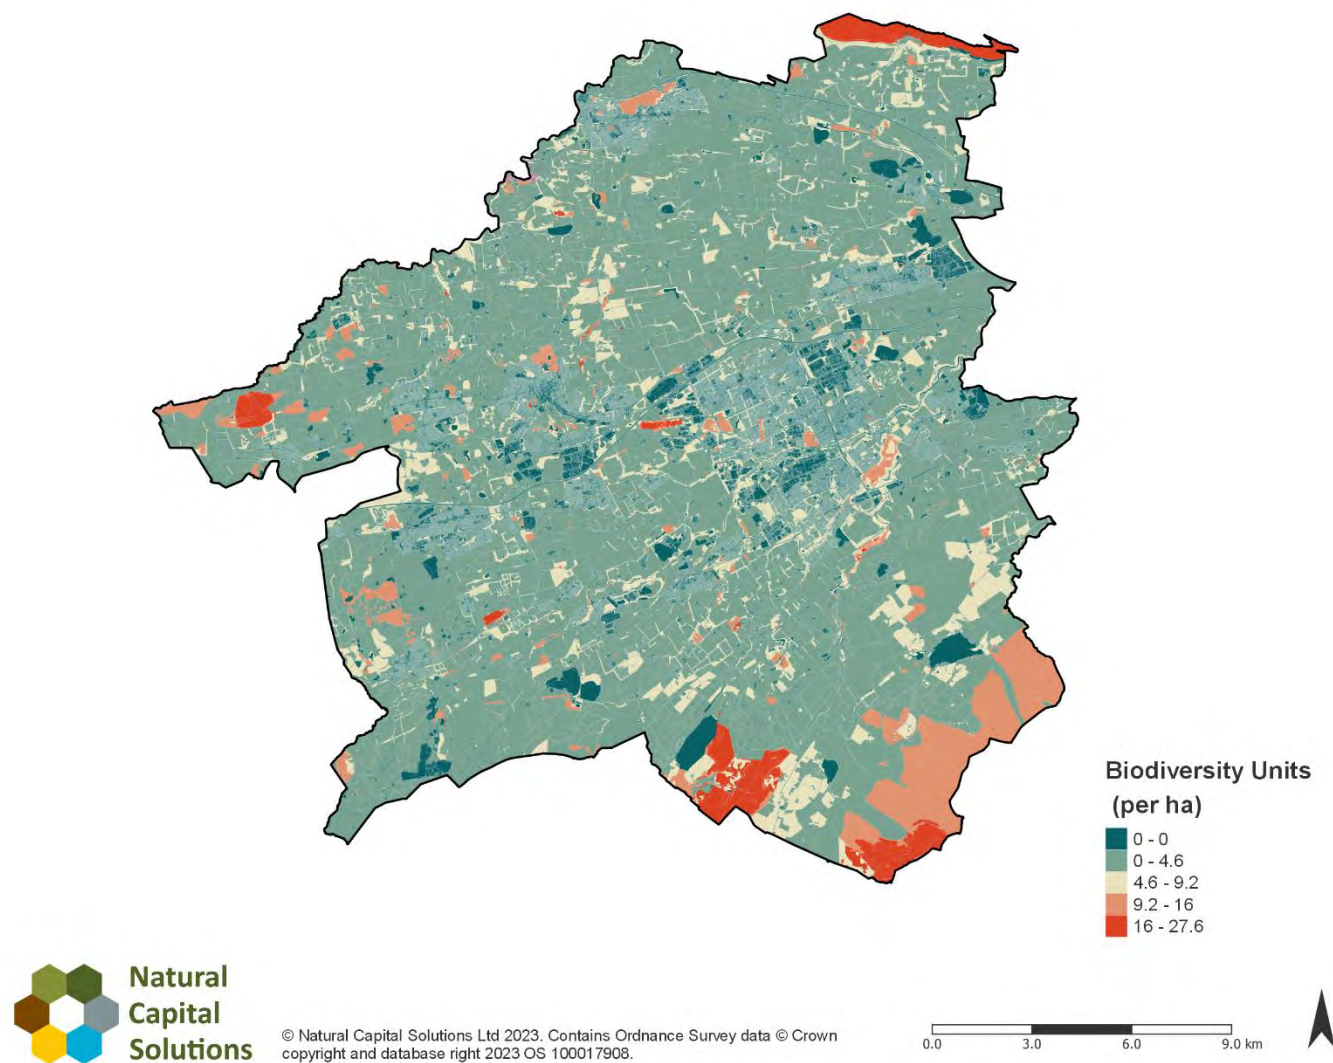 Biodiversity Units
(per ha)
0 - 0
0 - 4.6
4.6 - 9.2
9.2 - 16
16 - 27.6
Natural
Capital
Solutions
© Natural Capital Solutions Ltd 2023. Contains Ordnance Survey data © Crown
copyright and database right 2023 OS 100017908.
0.0 3.0 6.0 9.0 km